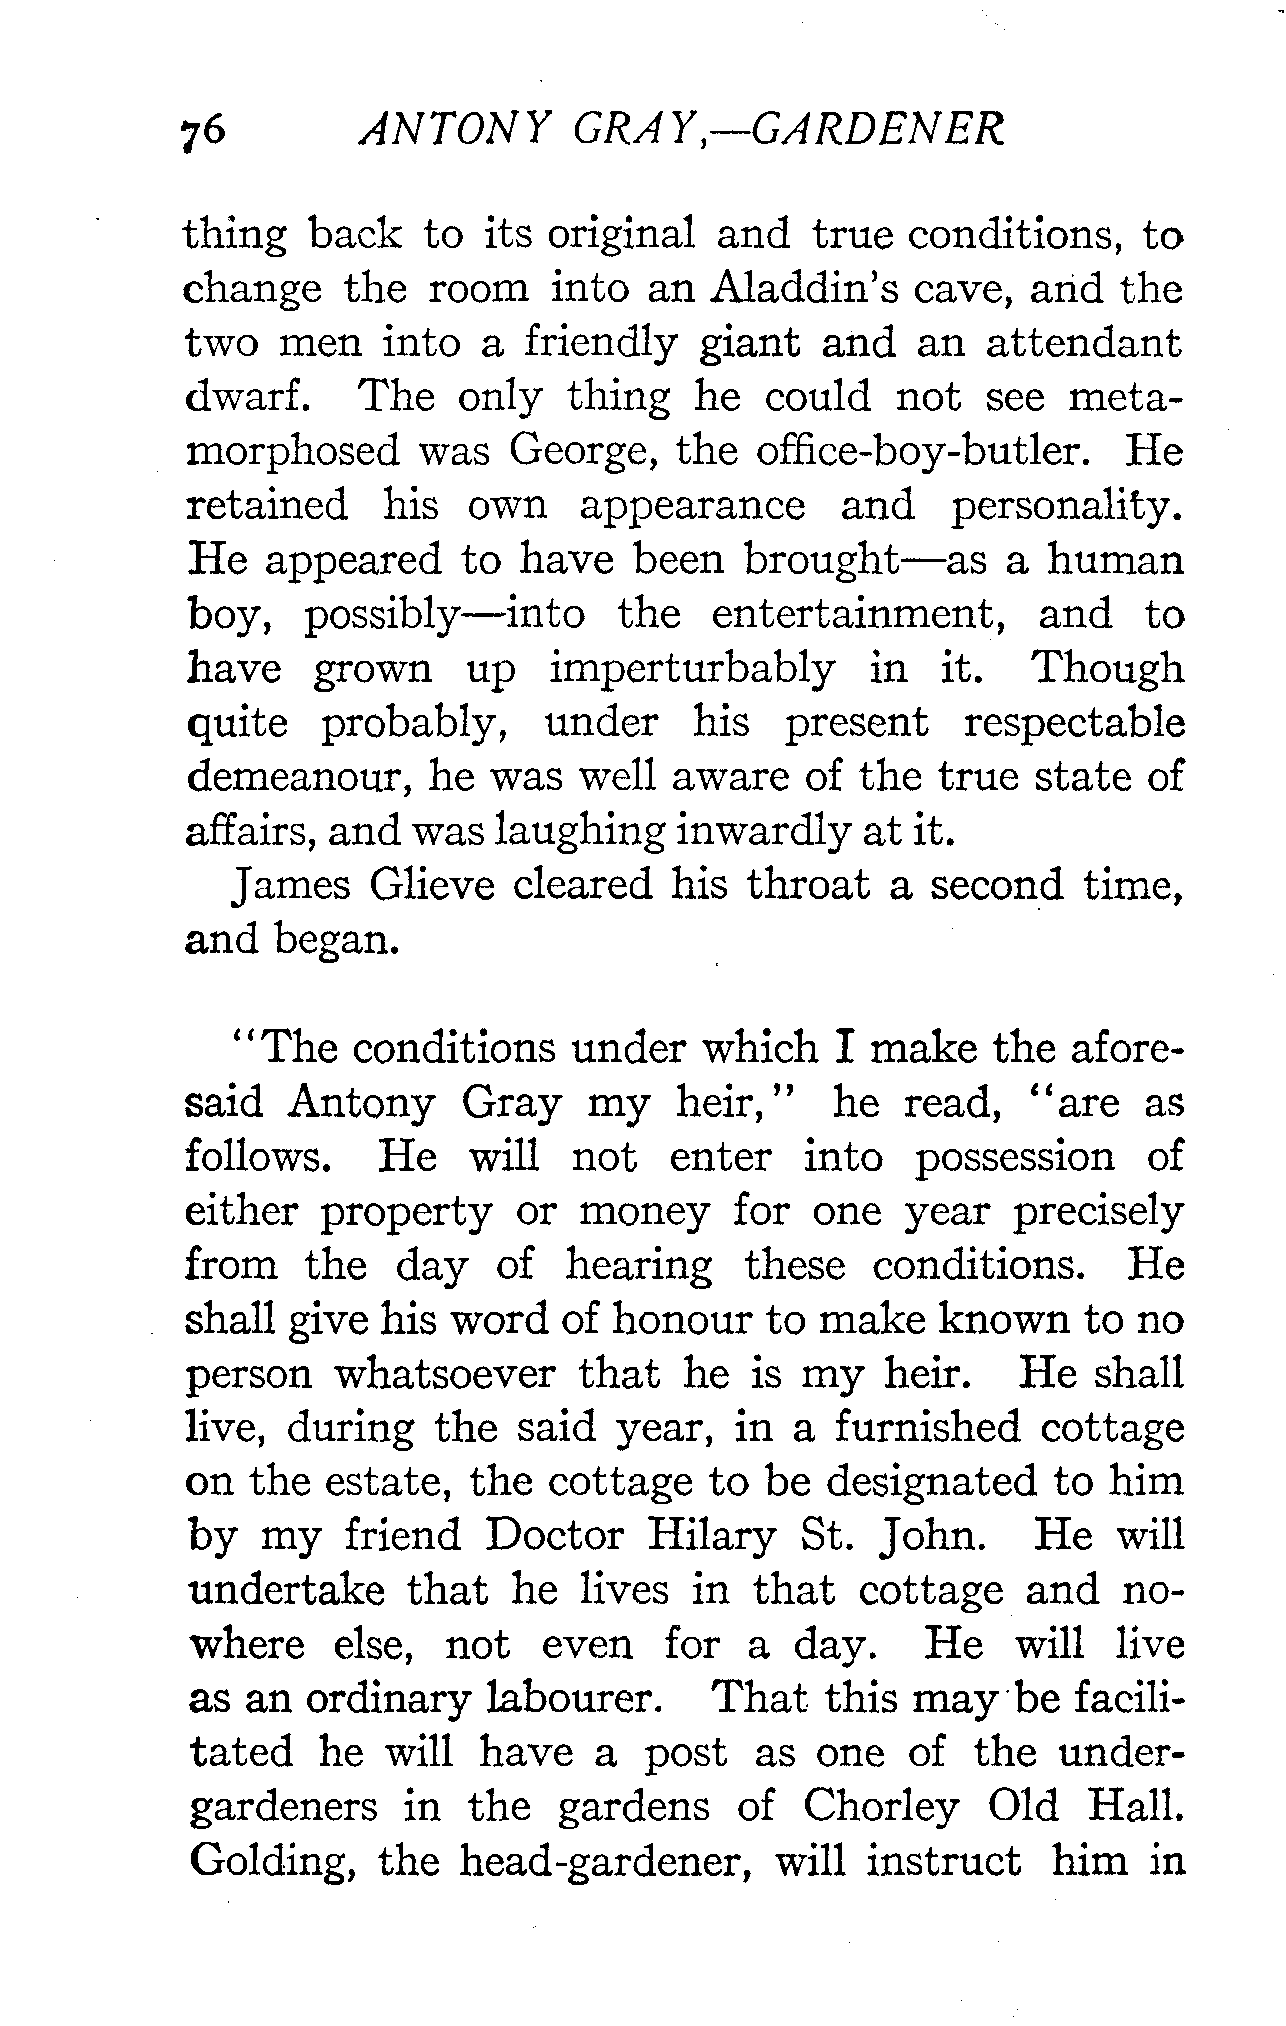 76 ANTONY GRAY,—GARDENER
thing back to its original and true conditions, to
change the room into an Aladdin's cave, and the
two men into a friendly giant and an attendant
dwarf. The only thing he could not see meta-
morphosed was George, the office-boy-butler. He
retained his own appearance and personality.
He appeared to have been brought—as a human
boy, possibly—into the entertainment, and to
have grown up imperturbably in it. Though
quite probably, under his present respectable
demeanour, he was well aware of the true state of
affairs, and was laughing inwardly at it.
James Glieve cleared his throat a second time,
and began.
"The conditions under which I make the afore-
said Antony Gray my heir," he read, "are as
follows. He will not enter into possession of
either property or money for one year precisely
from the day of hearing these conditions. He
shall give his word of honour to make known to no
person whatsoever that he is my heir. He shall
live, during the said year, in a furnished cottage
on the estate, the cottage to be designated to him
by my friend Doctor Hilary St. John. He will
undertake that he lives in that cottage and no-
where else, not even for a day. He will live
as an ordinary labourer. That this may be facili-
tated he will have a post as one of the under-
gardeners in the gardens of Chorley Old Hall.
Golding, the head-gardener, will instruct him in